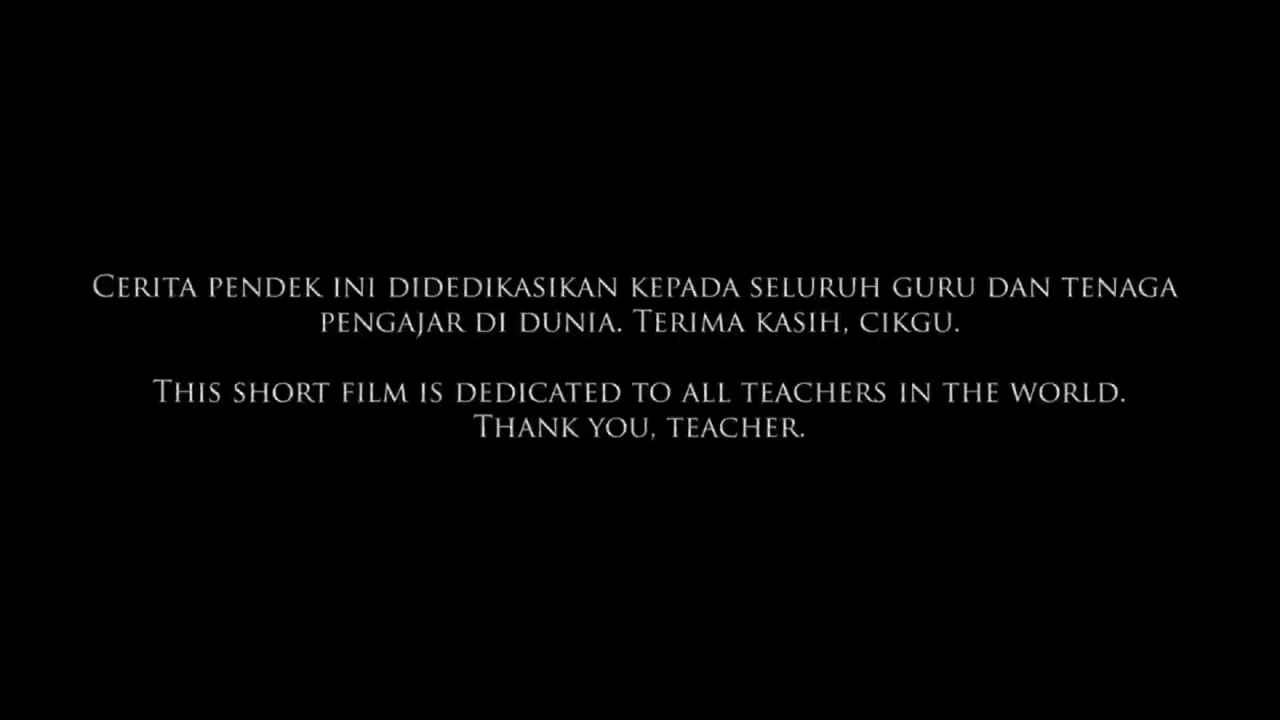 Cerita pendek ini didedikasikan kepada seluruh guru dan tenaga
pengajar di dunia. Terima kasih, cikgu.
This short film is dedicated to all teachers in the world.
Thank you, teacher.